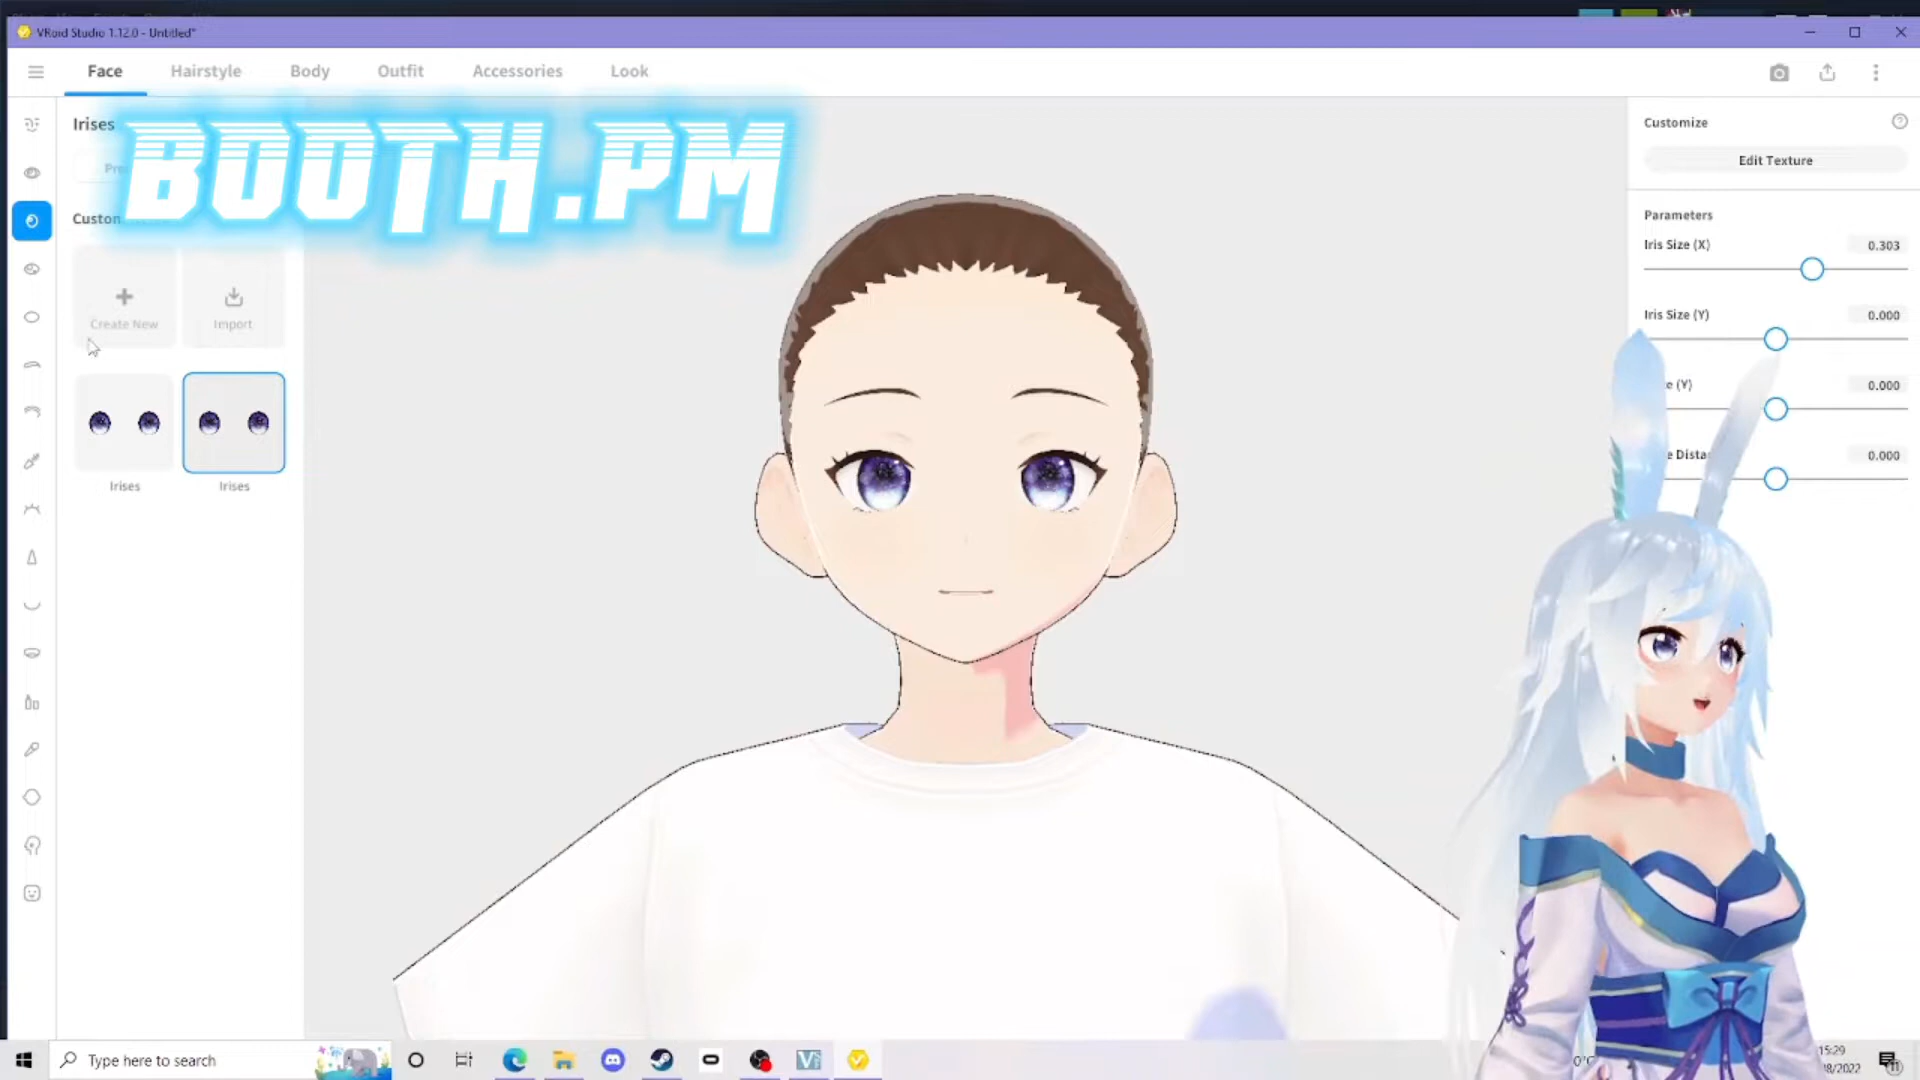 VRoid Studio 1.12.0 - Untitled*
Face Hairstyle Body Outfit Accessories Look
Irises
BOOTH.PM
Create New
Import
Irises
Irises
Customize
Edit Texture
Parameters
Iris Size (X) 0.303
Iris Size (Y) 0.000
(Y) 0.000
0.000
Type here to search
15:29